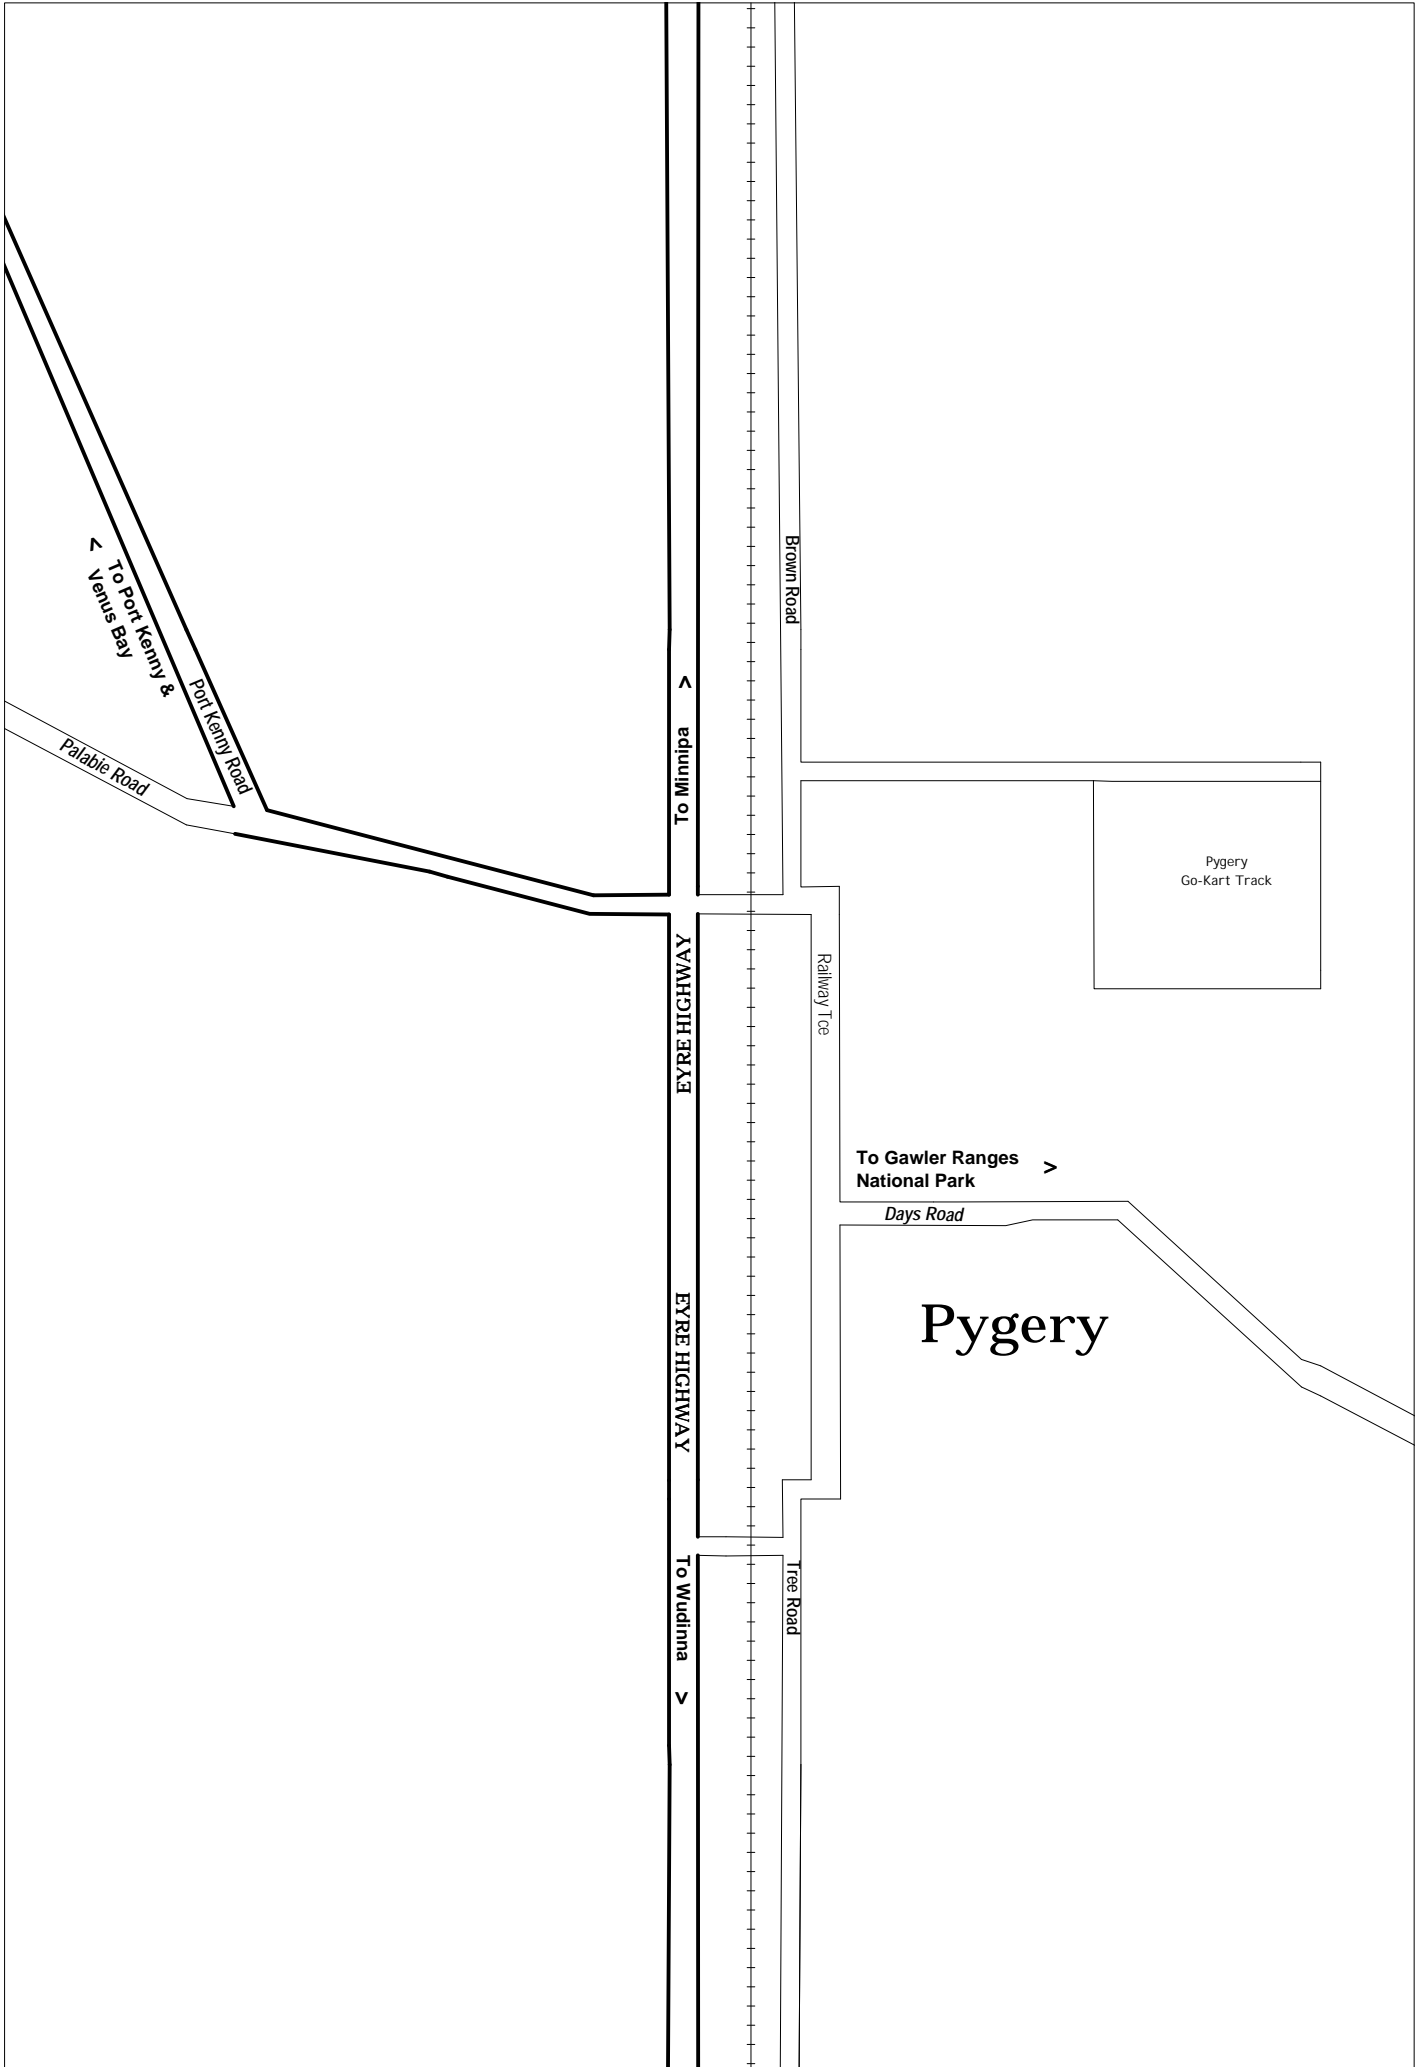 Brown Road
< To Port Kenny &
Venus Bay
Port Kenny Road
Palabie Road
< To Minnipa
Pygery
Go-Kart Track
EYRE HIGHWAY
Railway Tce
To Gawler Ranges >
National Park
Days Road
Pygery
EYRE HIGHWAY
To Wudinna >
Tree Road